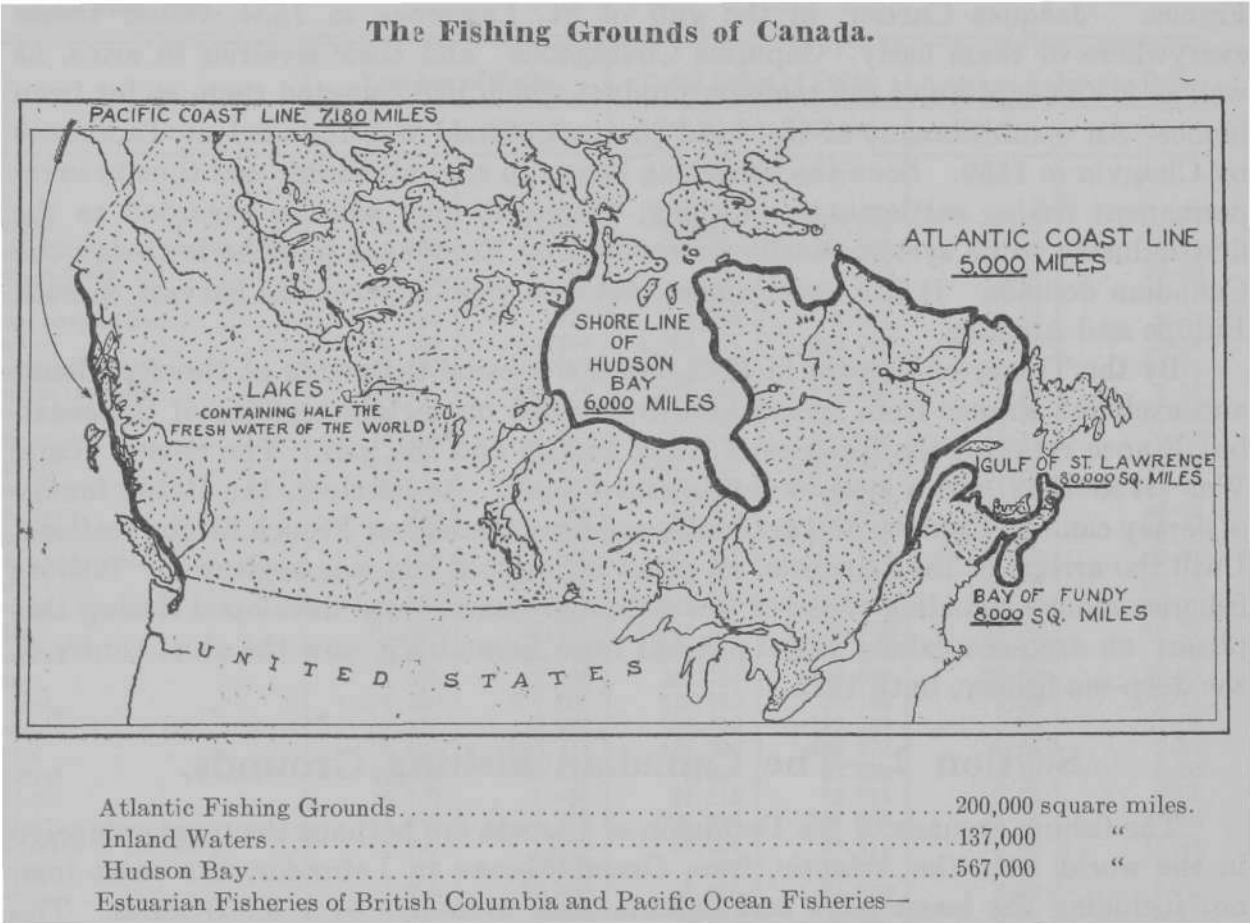 The Fishing Grounds of Canada.
PACIFIC COAST LINE 7,180 MILES
ATLANTIC COAST LINE
5,000 MILES
SHORE LINE
OF
HUDSON
BAY
6,000 MILES
LAKES
CONTAINING HALF THE
FRESH WATER OF THE WORLD
GULF OF ST. LAWRENCE
80,000 SQ. MILES
BAY OF FUNDY
8,000 SQ. MILES
UNITED STATES
Atlantic Fishing Grounds................................................200,000 square miles.
Inland Waters................................................137,000 “
Hudson Bay................................................567,000 “
Estuarian Fisheries of British Columbia and Pacific Ocean Fisheries—